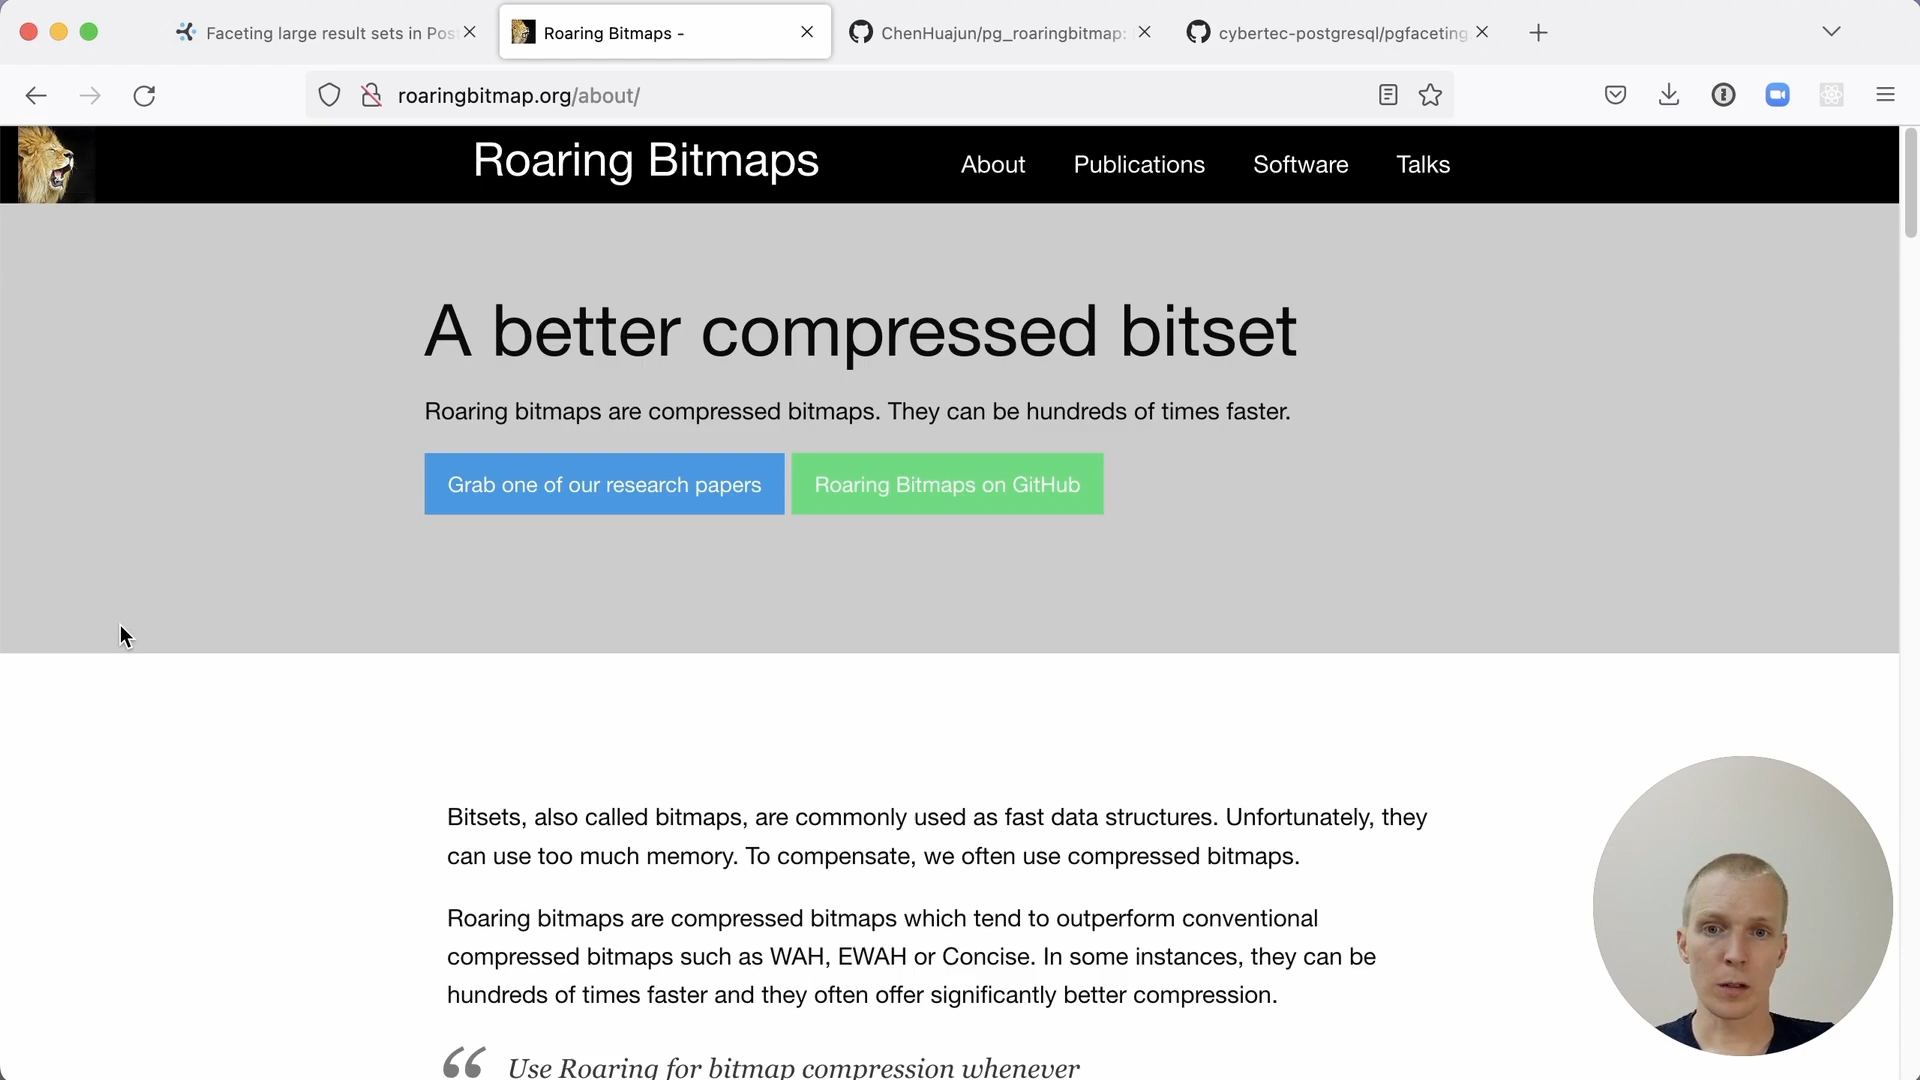 Faceting large result sets in Pos
Roaring Bitmaps -
ChenHuajun/pg_roaringbitmap:
cybertec-postgresql/pgfaceting
roaringbitmap.org/about/
Roaring Bitmaps
About
Publications
Software
Talks
A better compressed bitset
Roaring bitmaps are compressed bitmaps. They can be hundreds of times faster.
Grab one of our research papers
Roaring Bitmaps on GitHub
Bitsets, also called bitmaps, are commonly used as fast data structures. Unfortunately, they
can use too much memory. To compensate, we often use compressed bitmaps.
Roaring bitmaps are compressed bitmaps which tend to outperform conventional
compressed bitmaps such as WAH, EWAH or Concise. In some instances, they can be
hundreds of times faster and they often offer significantly better compression.
“ Use Roaring for bitmap compression whenever